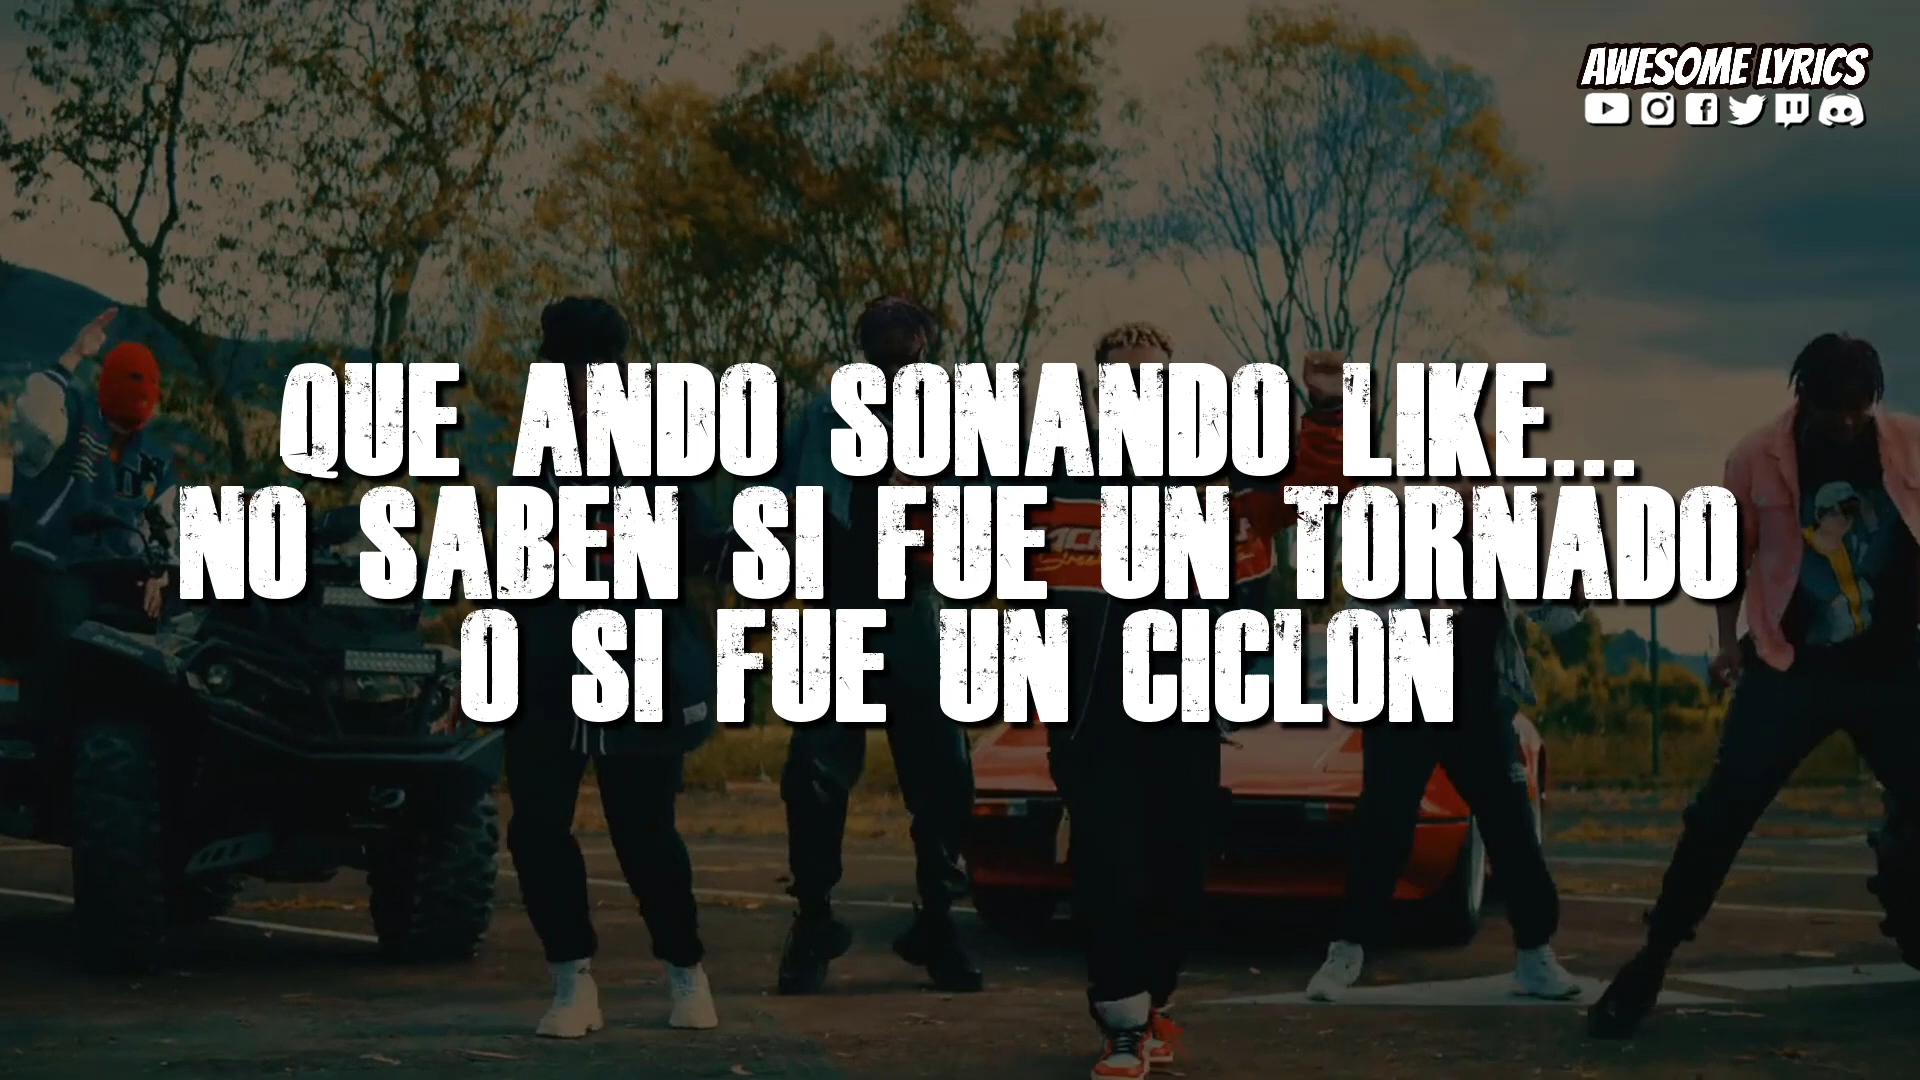 AWESOME LYRICS
QUE ANDO SONANDO LIKE...
NO SABEN SI FUE UN TORNADO
O SI FUE UN CICLON